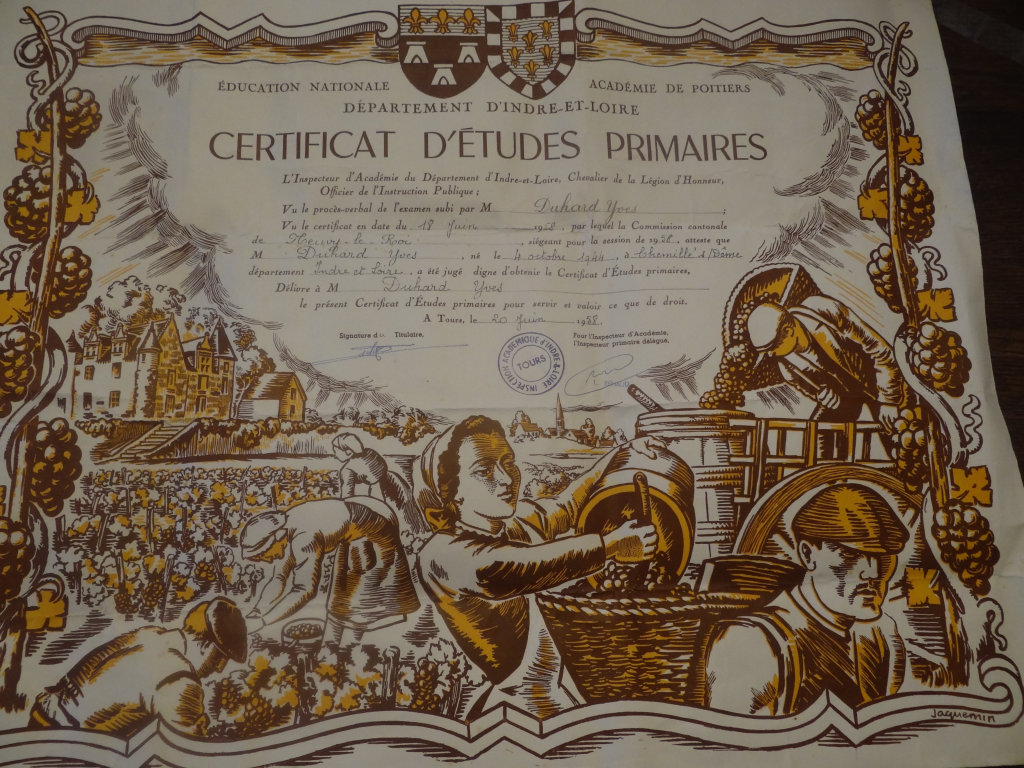 ÉDUCATION NATIONALE ACADÉMIE DE POITIERS
DÉPARTEMENT D'INDRE-ET-LOIRE
CERTIFICAT D'ÉTUDES PRIMAIRES
L'Inspecteur d'Académie du Département d'Indre-et-Loire, Chevalier de la Légion d'Honneur,
Officier de l'Instruction Publique ;
Vu le procès-verbal de l'examen subi par M Duhard Yves ;
Vu le certificat en date du 18 Juin 1958, par lequel la Commission cantonale
de Neuvy-le-Roi, siégeant pour la session de 1958, atteste que
M Duhard Yves, né le 4 octobre 1944, à Chemillé s/Dême
département Indre et Loire, a été jugé digne d'obtenir le Certificat d'Études primaires,
Délivre à M Duhard Yves
le présent Certificat d'Études primaires pour servir et valoir ce que de droit.
A Tours, le 20 Juin 1958
Signature du Titulaire, Pour l'Inspecteur d'Académie,
l'Inspecteur primaire délégué,
INSPECTION ACADÉMIQUE D'INDRE-&-LOIRE
TOURS
Jaquemin